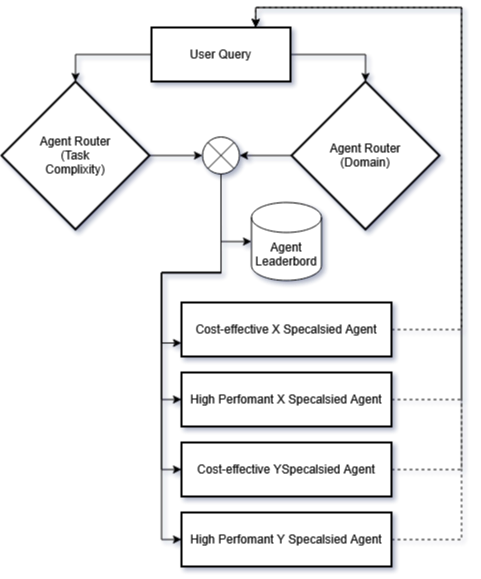 User Query
Agent Router
(Task
Complixity)
Agent Router
(Domain)
Agent
Leaderbord
Cost-effective X Specalsied Agent
High Perfomant X Specalsied Agent
Cost-effective YSpecalsied Agent
High Perfomant Y Specalsied Agent